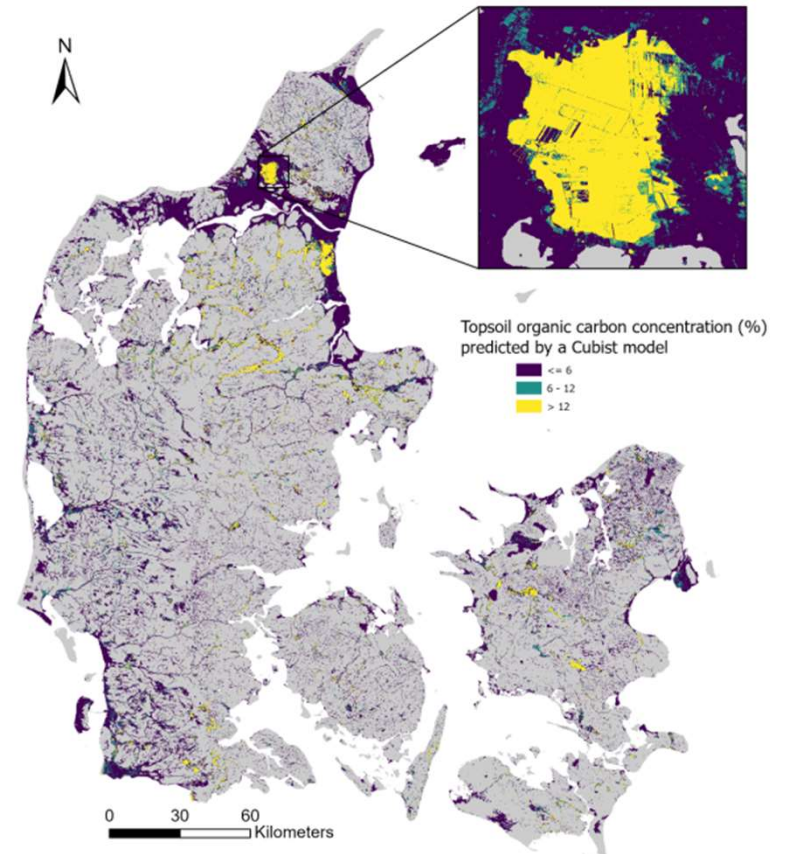 N
Topsoil organic carbon concentration (%)
predicted by a Cubist model
<= 6
6 - 12
> 12
0 30 60
Kilometers